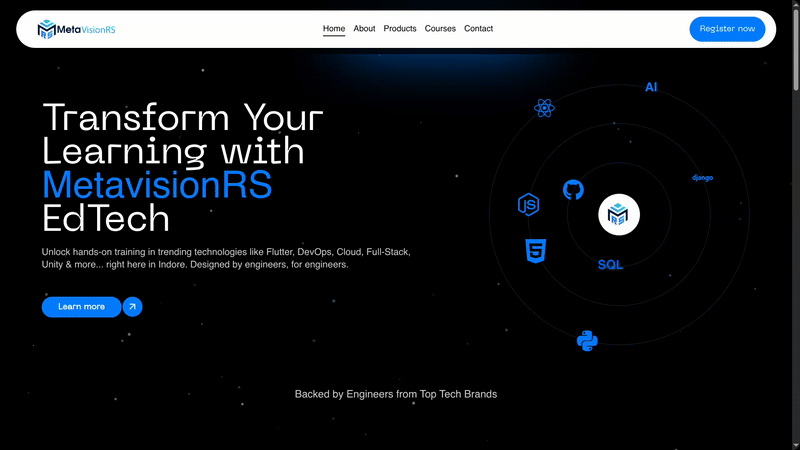 MetaVisionRS
Home
About
Products
Courses
Contact
Register now
Transform Your
Learning with
MetavisionRS
EdTech
Unlock hands-on training in trending technologies like Flutter, DevOps, Cloud, Full-Stack,
Unity & more... right here in Indore. Designed by engineers, for engineers.
Learn more
AI
django
JS
5
RS
SQL
Backed by Engineers from Top Tech Brands